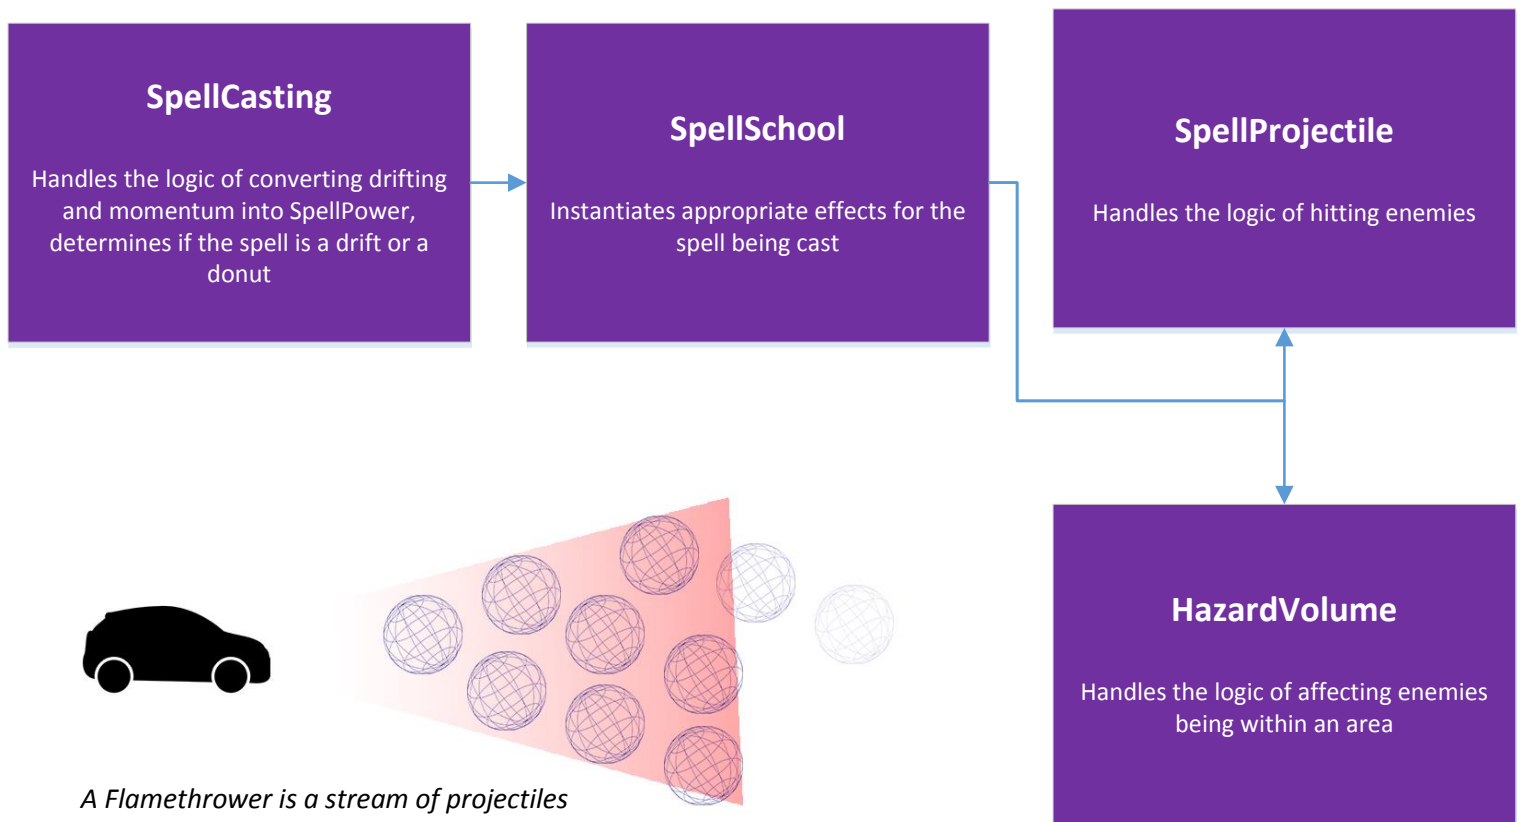 SpellCasting
Handles the logic of converting drifting
and momentum into SpellPower,
determines if the spell is a drift or a
donut
SpellSchool
Instantiates appropriate effects for the
spell being cast
SpellProjectile
Handles the logic of hitting enemies
HazardVolume
Handles the logic of affecting enemies
being within an area
A Flamethrower is a stream of projectiles